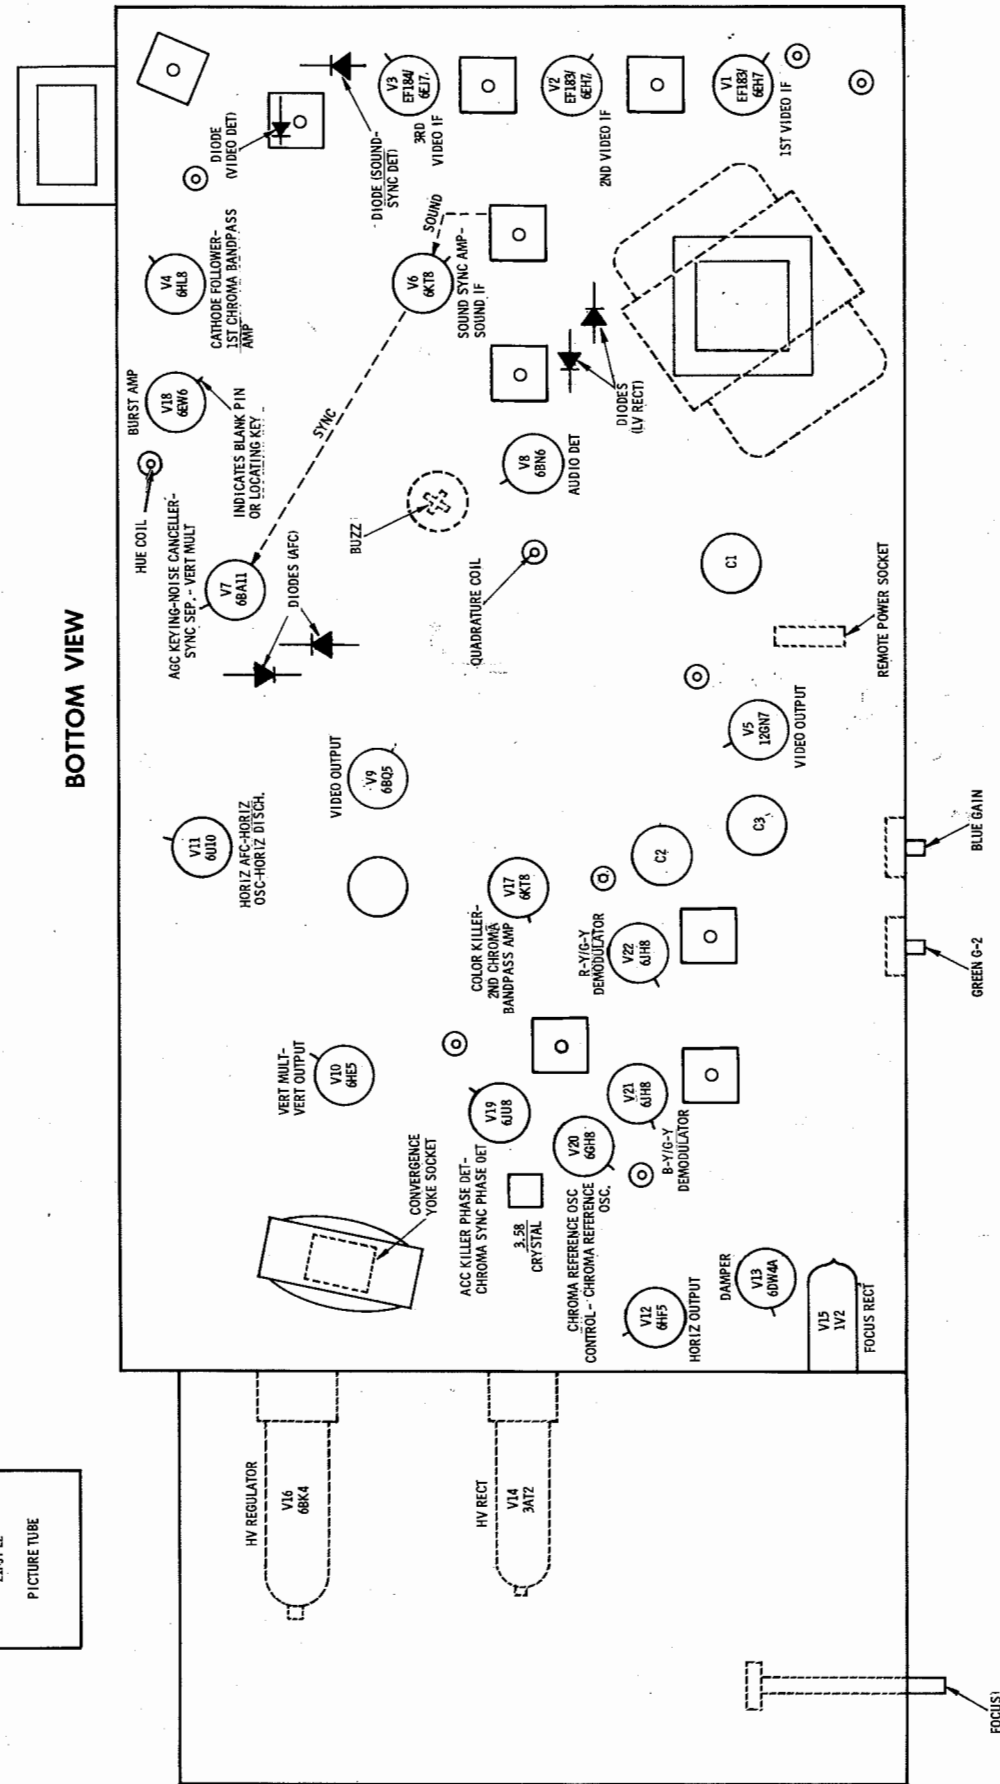 BOTTOM VIEW
PICTURE TUBE
HV REGULATOR
V16
6BK4
HV RECT
V14
3AT2
FOCUS
CONVERGENCE
YOKE SOCKET
VERT MULT-
VERT OUTPUT
V10
6HE5
ACC KILLER PHASE DET-
CHROMA SYNC PHASE DET
V19
6JU8
3.58
CRYSTAL
CHROMA REFERENCE OSC
CONTROL - CHROMA REFERENCE
OSC.
V20
6GH8
V12
6HF5
HORIZ OUTPUT
DAMPER
V13
6DW4A
V15
1V2
FOCUS RECT
V21
6JH8
B-Y/G-Y
DEMODULATOR
R-Y/G-Y
DEMODULATOR
V22
6JH8
COLOR KILLER-
2ND CHROMA
BANDPASS AMP
V17
6KT8
V11
6U10
HORIZ AFC-HORIZ
OSC-HORIZ DISCH.
VIDEO OUTPUT
V9
6BQ5
C2
C3
V5
12GN7
VIDEO OUTPUT
GREEN G-2
BLUE GAIN
REMOTE POWER SOCKET
C1
AGC KEYING-NOISE CANCELLER-
SYNC SEP. - VERT MULT
V7
6BA11
DIODES (AFC)
HUE COIL
BURST AMP
V18
6EW6
INDICATES BLANK PIN
OR LOCATING KEY
BUZZ
QUADRATURE COIL
V8
6BN6
AUDIO DET
SYNC
V4
6HL8
CATHODE FOLLOWER-
1ST CHROMA BANDPASS
AMP
V6
6KT8
SOUND
SOUND SYNC AMP-
SOUND IF
DIODES
(LV RECT)
DIODE
(VIDEO DET)
DIODE (SOUND-
SYNC DET)
V3
EF184/
6EJ7.
3RD
VIDEO IF
V2
EF183/
6EH7.
2ND VIDEO IF
V1
EF183/
6EH7
1ST VIDEO IF